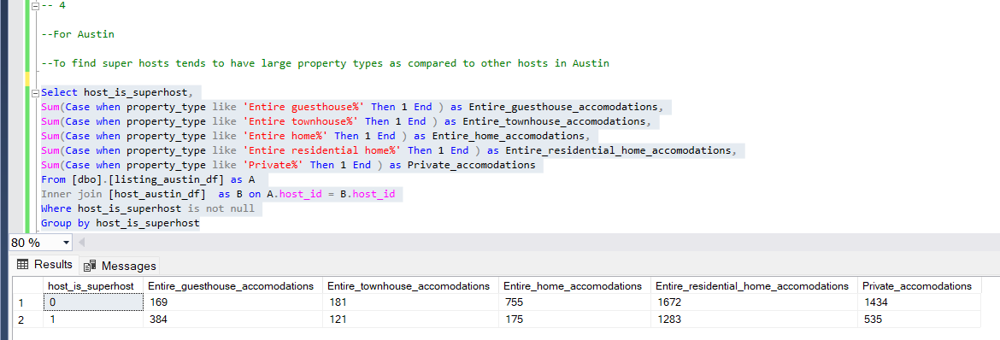 -- 4
--For Austin
--To find super hosts tends to have large property types as compared to other hosts in Austin
Select host_is_superhost,
Sum(Case when property_type like 'Entire guesthouse%' Then 1 End ) as Entire_guesthouse_accomodations,
Sum(Case when property_type like 'Entire townhouse%' Then 1 End ) as Entire_townhouse_accomodations,
Sum(Case when property_type like 'Entire home%' Then 1 End ) as Entire_home_accomodations,
Sum(Case when property_type like 'Entire residential home%' Then 1 End ) as Entire_residential_home_accomodations,
Sum(Case when property_type like 'Private%' Then 1 End ) as Private_accomodations
From [dbo].[listing_austin_df] as A
Inner join [host_austin_df]  as B on A.host_id = B.host_id
Where host_is_superhost is not null
Group by host_is_superhost
80 %
Results Messages
host_is_superhost Entire_guesthouse_accomodations Entire_townhouse_accomodations Entire_home_accomodations Entire_residential_home_accomodations Private_accomodations
1 0 169 181 755 1672 1434
2 1 384 121 175 1283 535